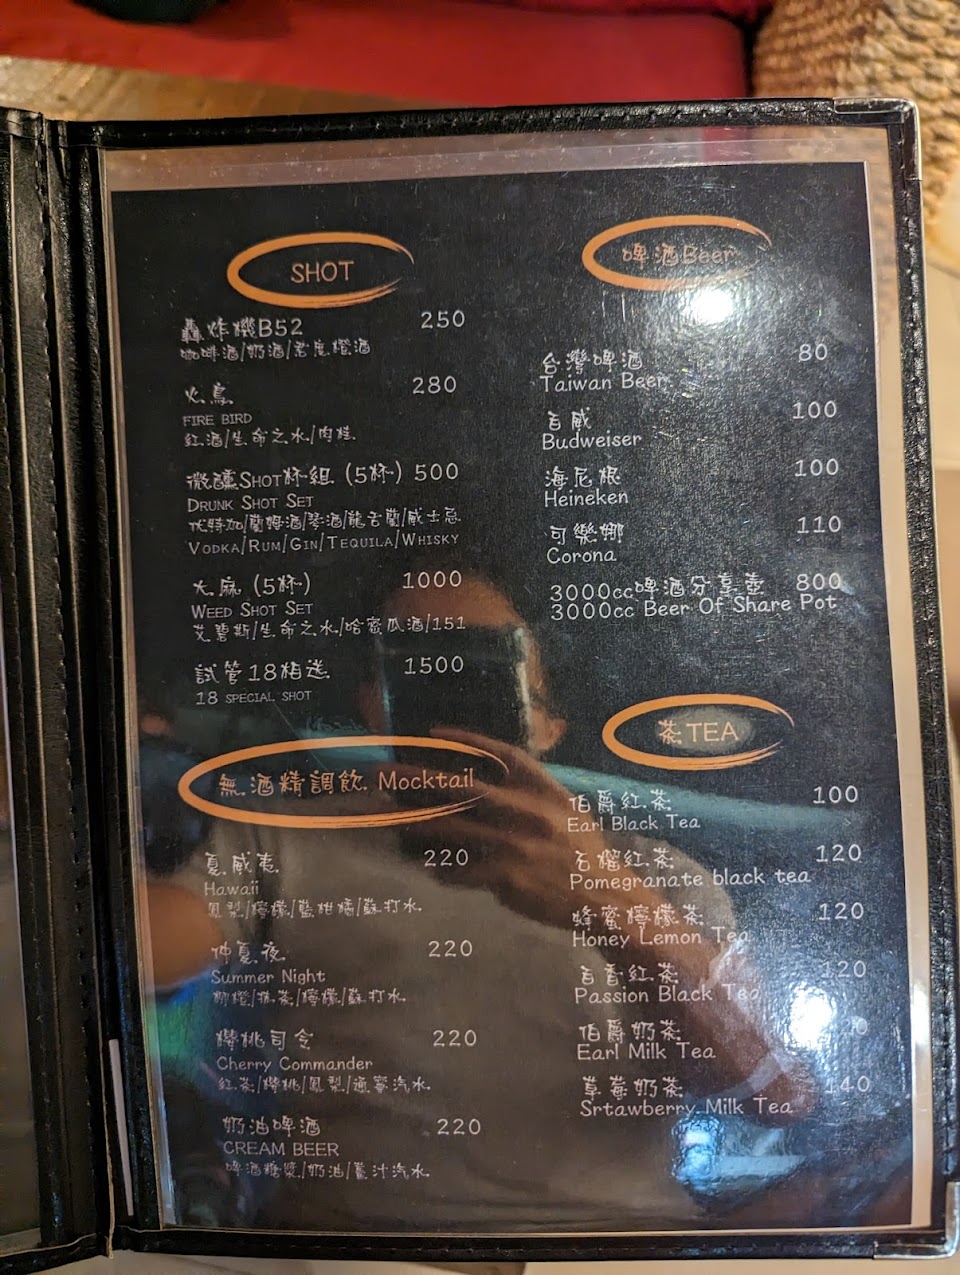 SHOT
轟炸機B52 250
咖啡酒/奶酒/君度橙酒
火鳥 280
FIRE BIRD
紅酒/生命之水/肉桂
微醺SHOT杯組 (5杯) 500
DRUNK SHOT SET
伏特加/蘭姆酒/琴酒/龍舌蘭/威士忌
VODKA/RUM/GIN/TEQUILA/WHISKY
大麻 (5杯) 1000
WEED SHOT SET
艾碧斯/生命之水/哈密瓜酒/151
試管18相送 1500
18 SPECIAL SHOT
無酒精調飲 Mocktail
夏威夷 220
Hawaii
鳳梨/檸檬/藍柑橘/蘇打水
仲夏夜 220
Summer Night
柳橙/抹茶/檸檬/蘇打水
櫻桃司令 220
Cherry Commander
紅茶/櫻桃/鳳梨/通寧汽水
奶油啤酒 220
CREAM BEER
啤酒糖漿/奶油/薑汁汽水
啤酒Beer
台灣啤酒 80
Taiwan Beer
百威 100
Budweiser
海尼根 100
Heineken
可樂娜 110
Corona
3000cc啤酒分享壺 800
3000cc Beer Of Share Pot
茶TEA
伯爵紅茶 100
Earl Black Tea
石榴紅茶 120
Pomegranate black tea
蜂蜜檸檬茶 120
Honey Lemon Tea
百香紅茶 120
Passion Black Tea
伯爵奶茶
Earl Milk Tea
草莓奶茶 140
Srtawberry Milk Tea